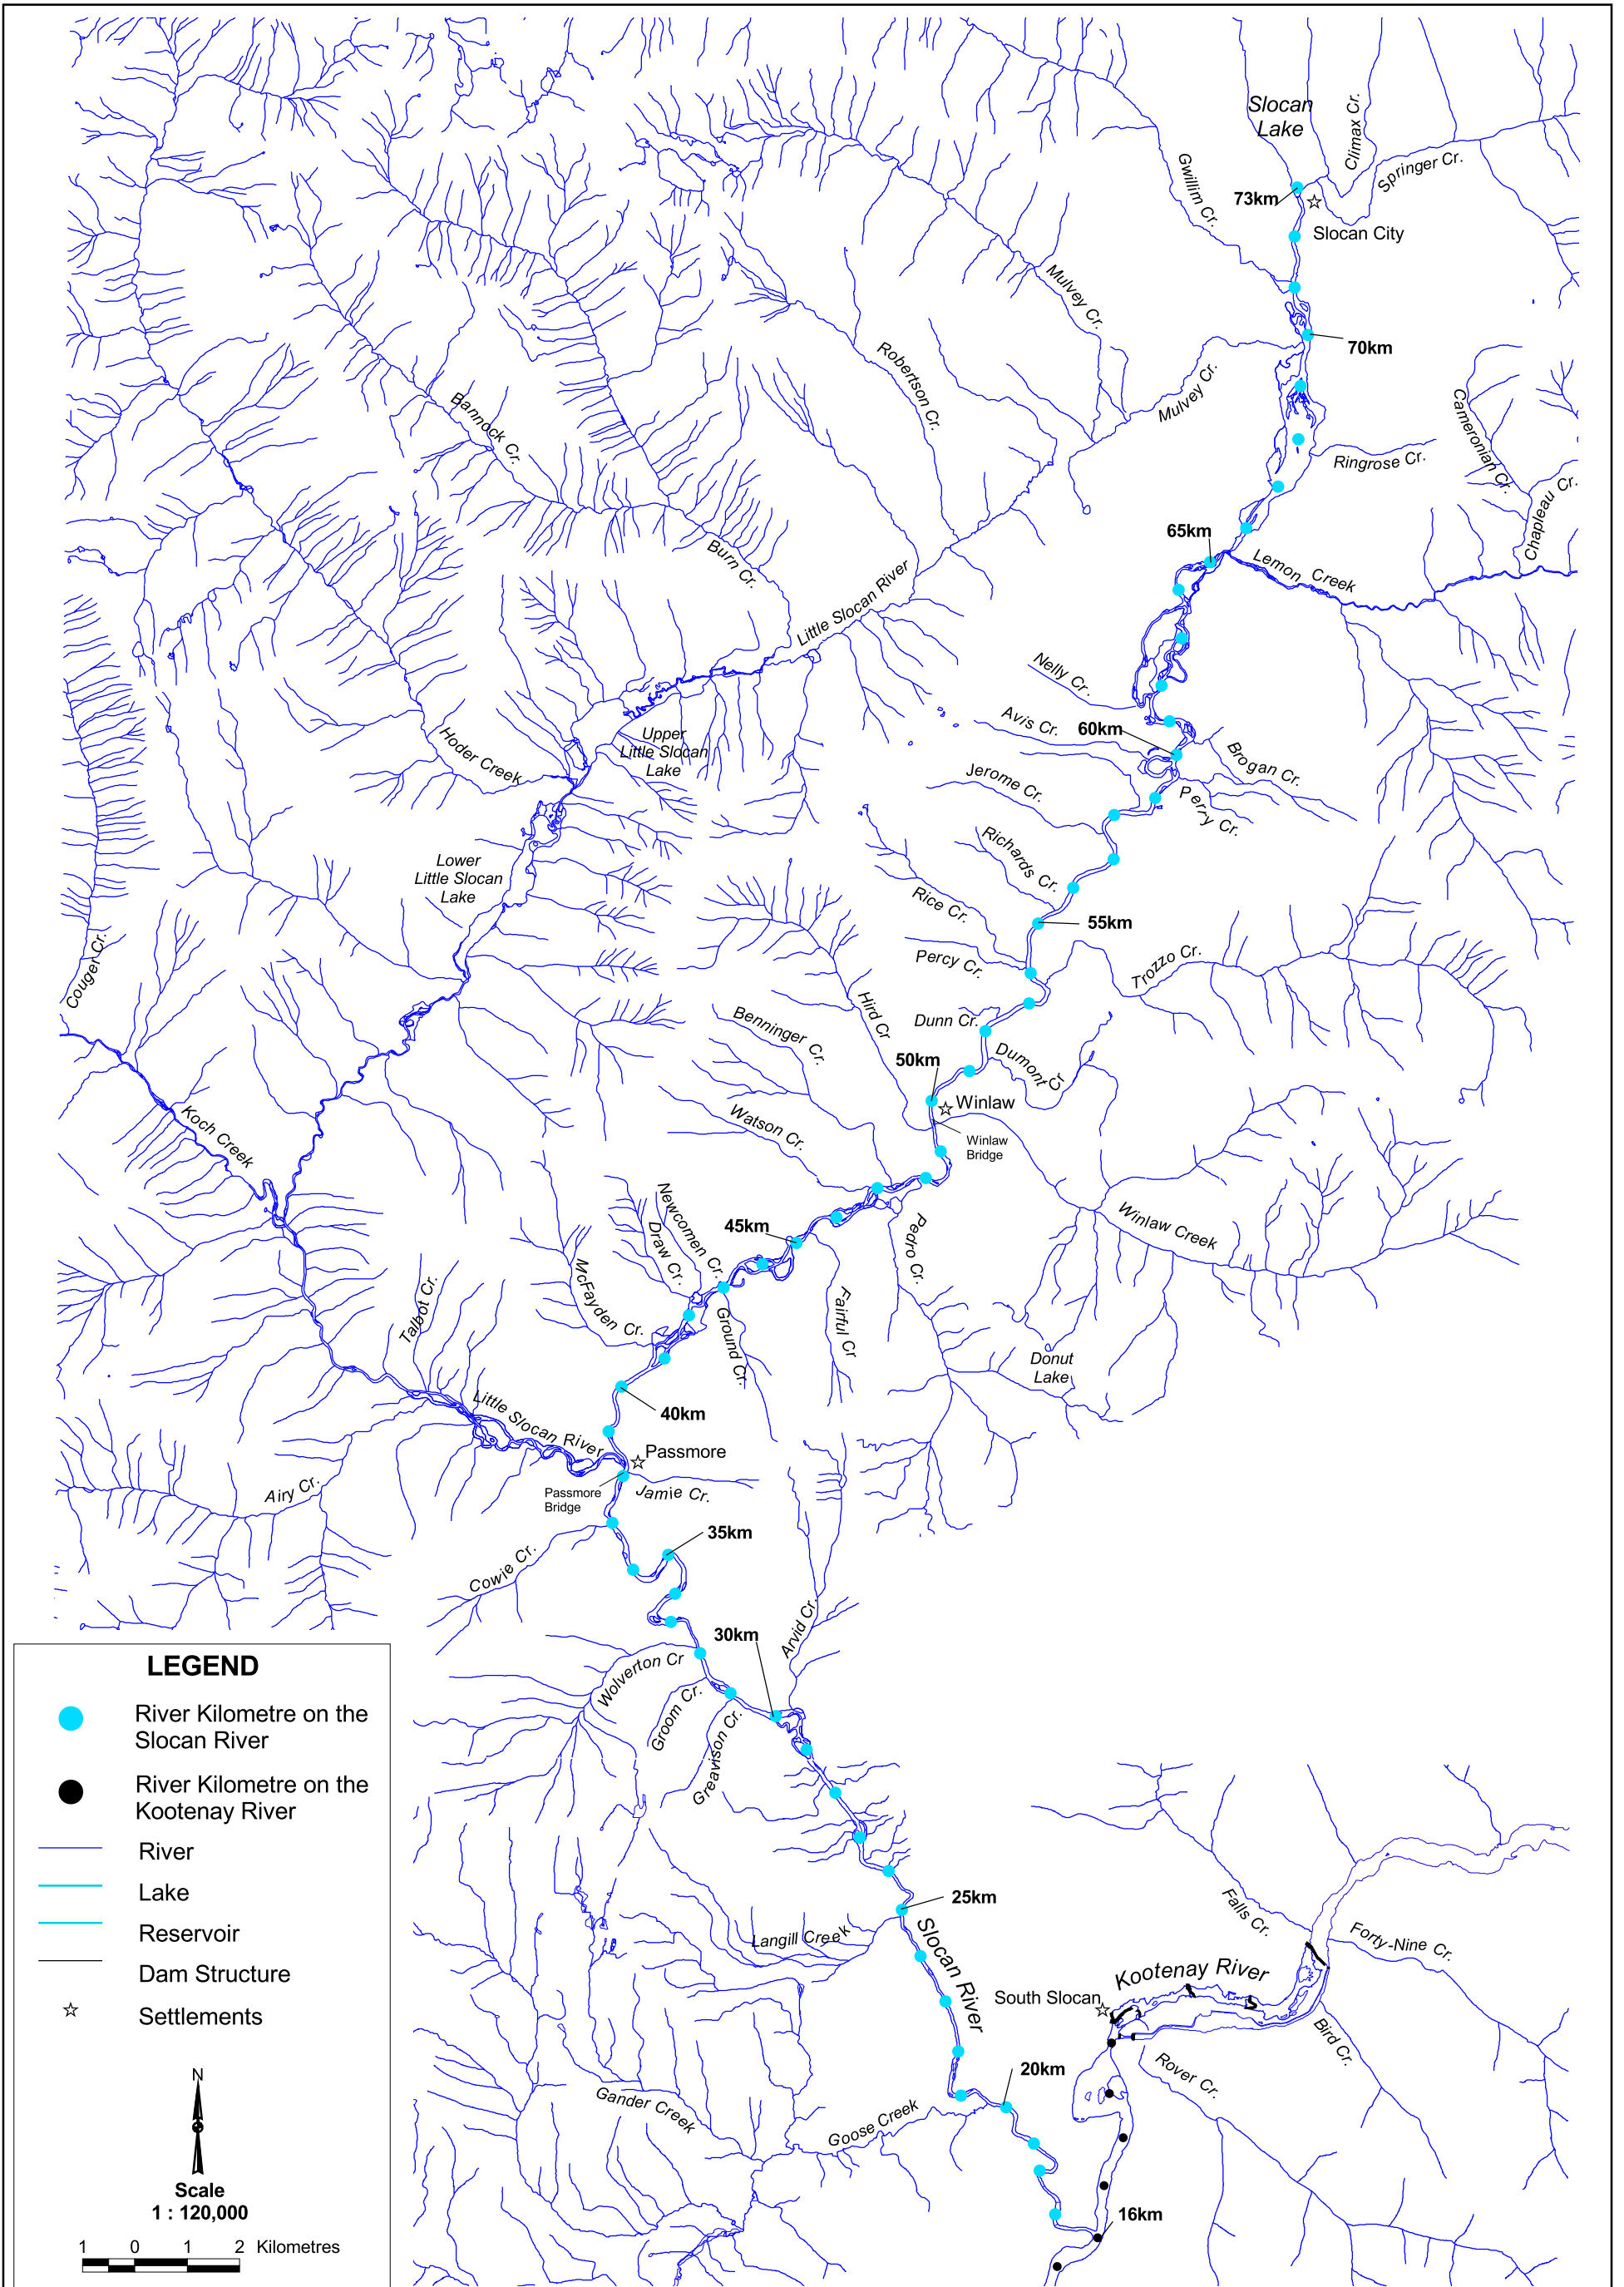 Slocan
Lake
Climax Cr.
Springer Cr.
Gwillim Cr.
73km
Slocan City
Mulvey Cr.
70km
Robertson Cr.
Mulvey Cr.
Bannock Cr.
Cameronian Cr.
Ringrose Cr.
Chapleau Cr.
65km
Lemon Creek
Burn Cr.
Little Slocan River
Nelly Cr.
Avis Cr.
60km
Brogan Cr.
Upper
Little Slocan
Lake
Hoder Creek
Jerome Cr.
Perry Cr.
Richards Cr.
Lower
Little Slocan
Lake
Rice Cr.
55km
Couger Cr.
Percy Cr.
Trozzo Cr.
Hird Cr
Benninger Cr.
Dunn Cr.
Dumont Cr
50km
Winlaw
Koch Creek
Watson Cr.
Winlaw
Bridge
Newcomen Cr.
Draw Cr.
45km
Pedro Cr.
Winlaw Creek
McFayden Cr.
Talbot Cr.
Ground Cr.
Fairful Cr
Donut
Lake
40km
Little Slocan River
Passmore
Airy Cr.
Passmore
Bridge
Jamie Cr.
35km
Cowie Cr.
30km
Arvid Cr.
Wolverton Cr
Groom Cr.
Greavison Cr.
25km
Slocan River
Langill Creek
Falls Cr.
Forty-Nine Cr.
Kootenay River
South Slocan
Bird Cr.
Rover Cr.
20km
Gander Creek
Goose Creek
16km
LEGEND
River Kilometre on the
Slocan River
River Kilometre on the
Kootenay River
River
Lake
Reservoir
Dam Structure
Settlements
N
Scale
1 : 120,000
1 0 1 2 Kilometres